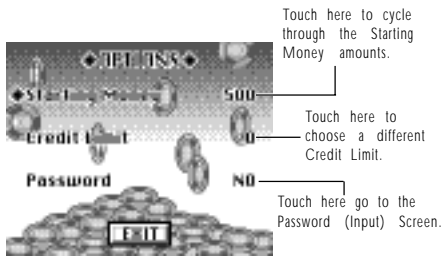 Touch here to cycle
through the Starting
Money amounts.
◆OPTIONS◆
◆Starting Money 500
Touch here to
choose a different
Credit Limit.
Credit Limit 0
Password NO
Touch here go to the
Password (Input) Screen.
EXIT